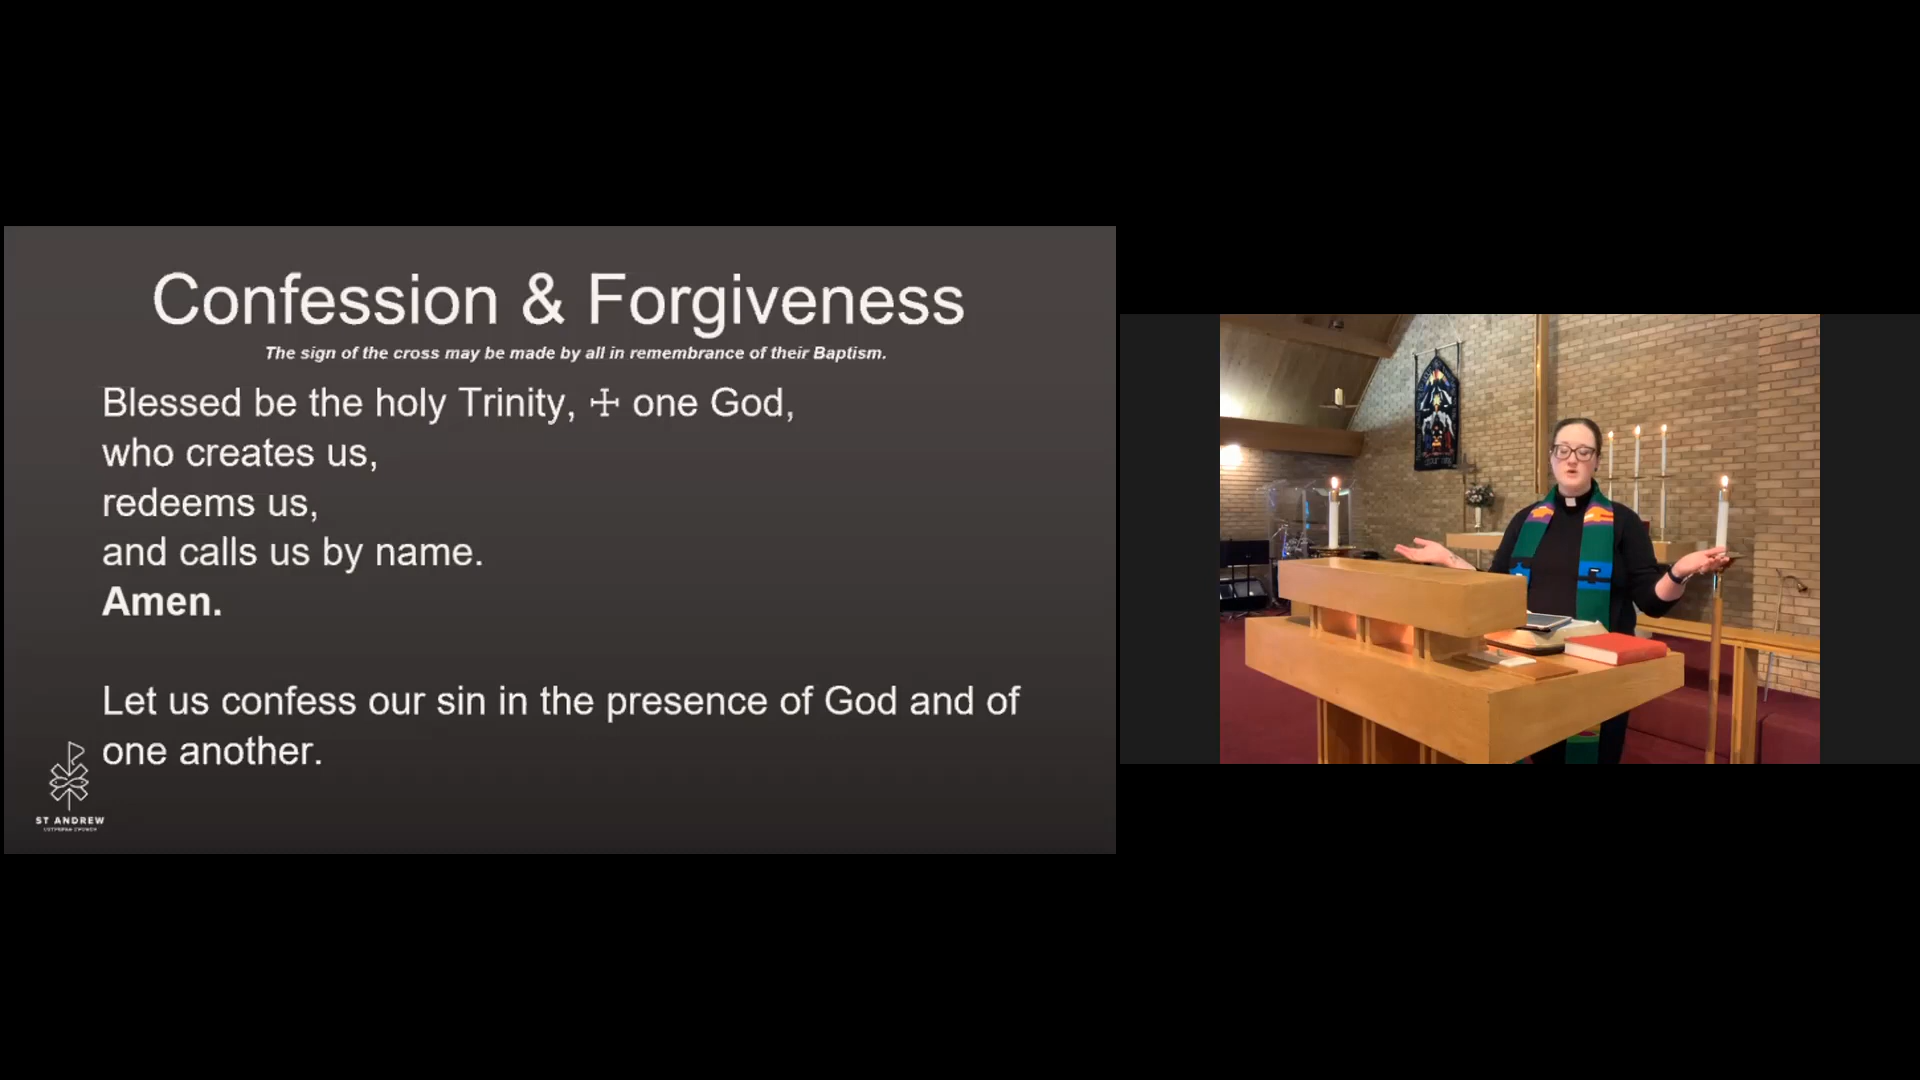 Confession & Forgiveness
The sign of the cross may be made by all in remembrance of their Baptism.
Blessed be the holy Trinity, ☩ one God,
who creates us,
redeems us,
and calls us by name.
Amen.
Let us confess our sin in the presence of God and of
one another.
ST ANDREW
LUTHERAN CHURCH